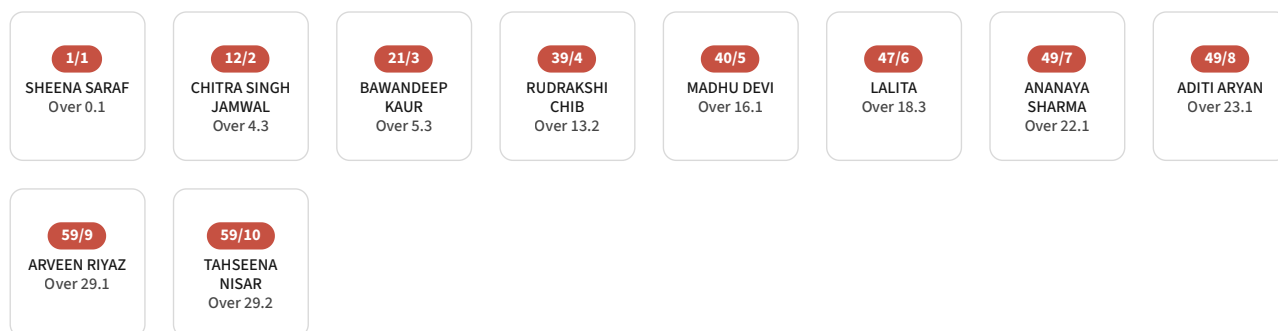 1/1
SHEENA SARAF
Over 0.1
12/2
CHITRA SINGH
JAMWAL
Over 4.3
21/3
BAWANDEEP
KAUR
Over 5.3
39/4
RUDRAKSHI
CHIB
Over 13.2
40/5
MADHU DEVI
Over 16.1
47/6
LALITA
Over 18.3
49/7
ANANAYA
SHARMA
Over 22.1
49/8
ADITI ARYAN
Over 23.1
59/9
ARVEEN RIYAZ
Over 29.1
59/10
TAHSEENA
NISAR
Over 29.2